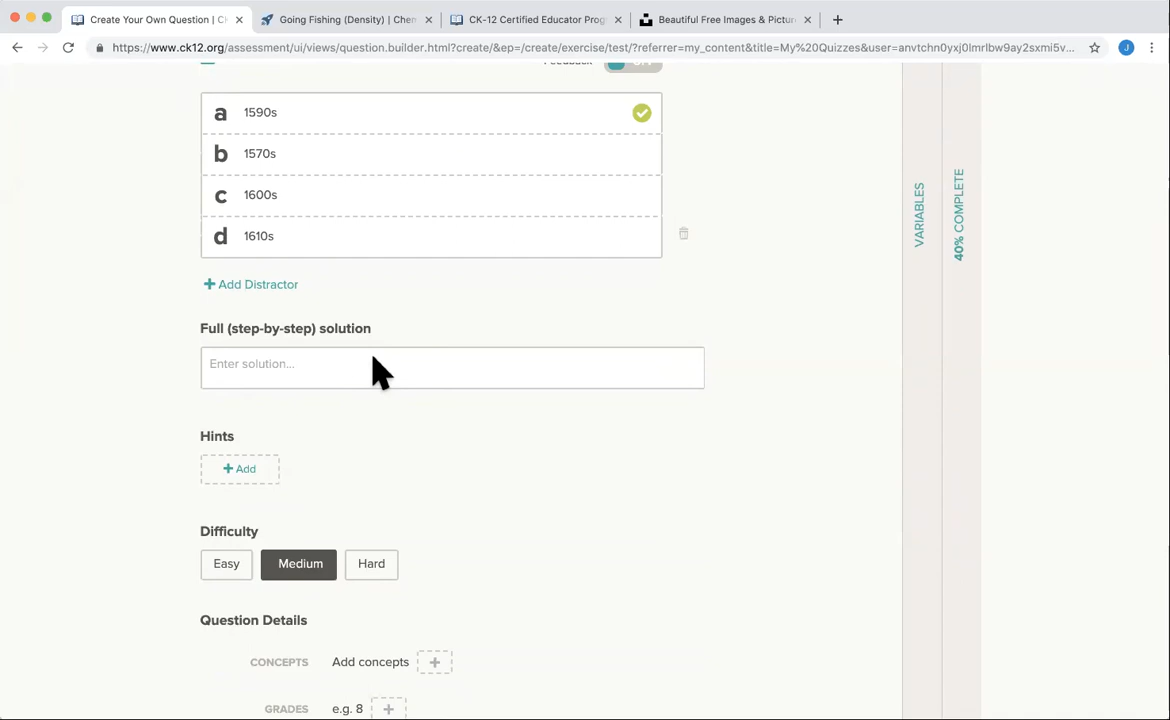 Create Your Own Question | C
Going Fishing (Density) | Chem
CK-12 Certified Educator Prog
Beautiful Free Images & Pictur
https://www.ck12.org/assessment/ui/views/question.builder.html?create/&ep=/create/exercise/test/?referrer=my_content&title=My%20Quizzes&user=anvtchn0yxj0lmrlbw9ay2sxmi5v...
J
a 1590s
b 1570s
c 1600s
d 1610s
+ Add Distractor
Full (step-by-step) solution
Enter solution...
Hints
+ Add
Difficulty
Easy Medium Hard
Question Details
CONCEPTS Add concepts +
GRADES e.g. 8 +
VARIABLES
40% COMPLETE